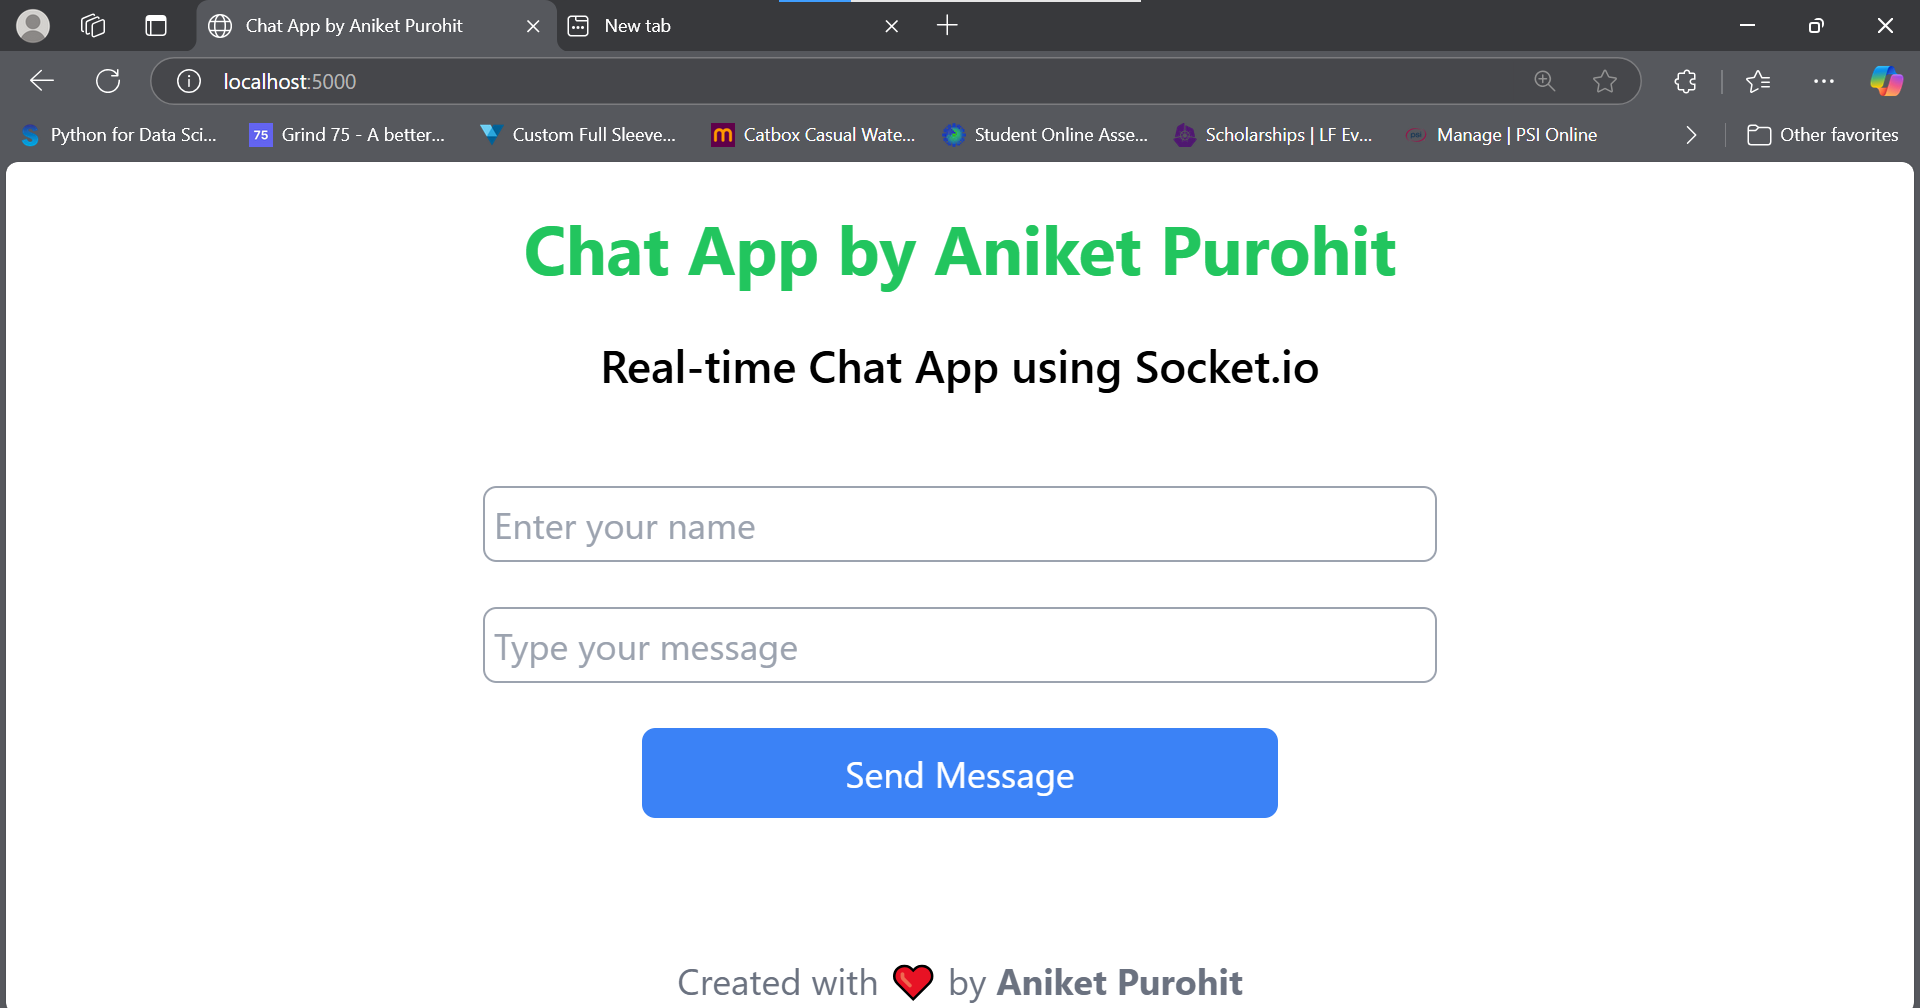 Chat App by Aniket Purohit
New tab
localhost:5000
Python for Data Sci...
75 Grind 75 - A better...
Custom Full Sleeve...
m Catbox Casual Wate...
Student Online Asse...
Scholarships | LF Ev...
Manage | PSI Online
Other favorites
Chat App by Aniket Purohit
Real-time Chat App using Socket.io
Enter your name
Type your message
Send Message
Created with ❤️ by Aniket Purohit